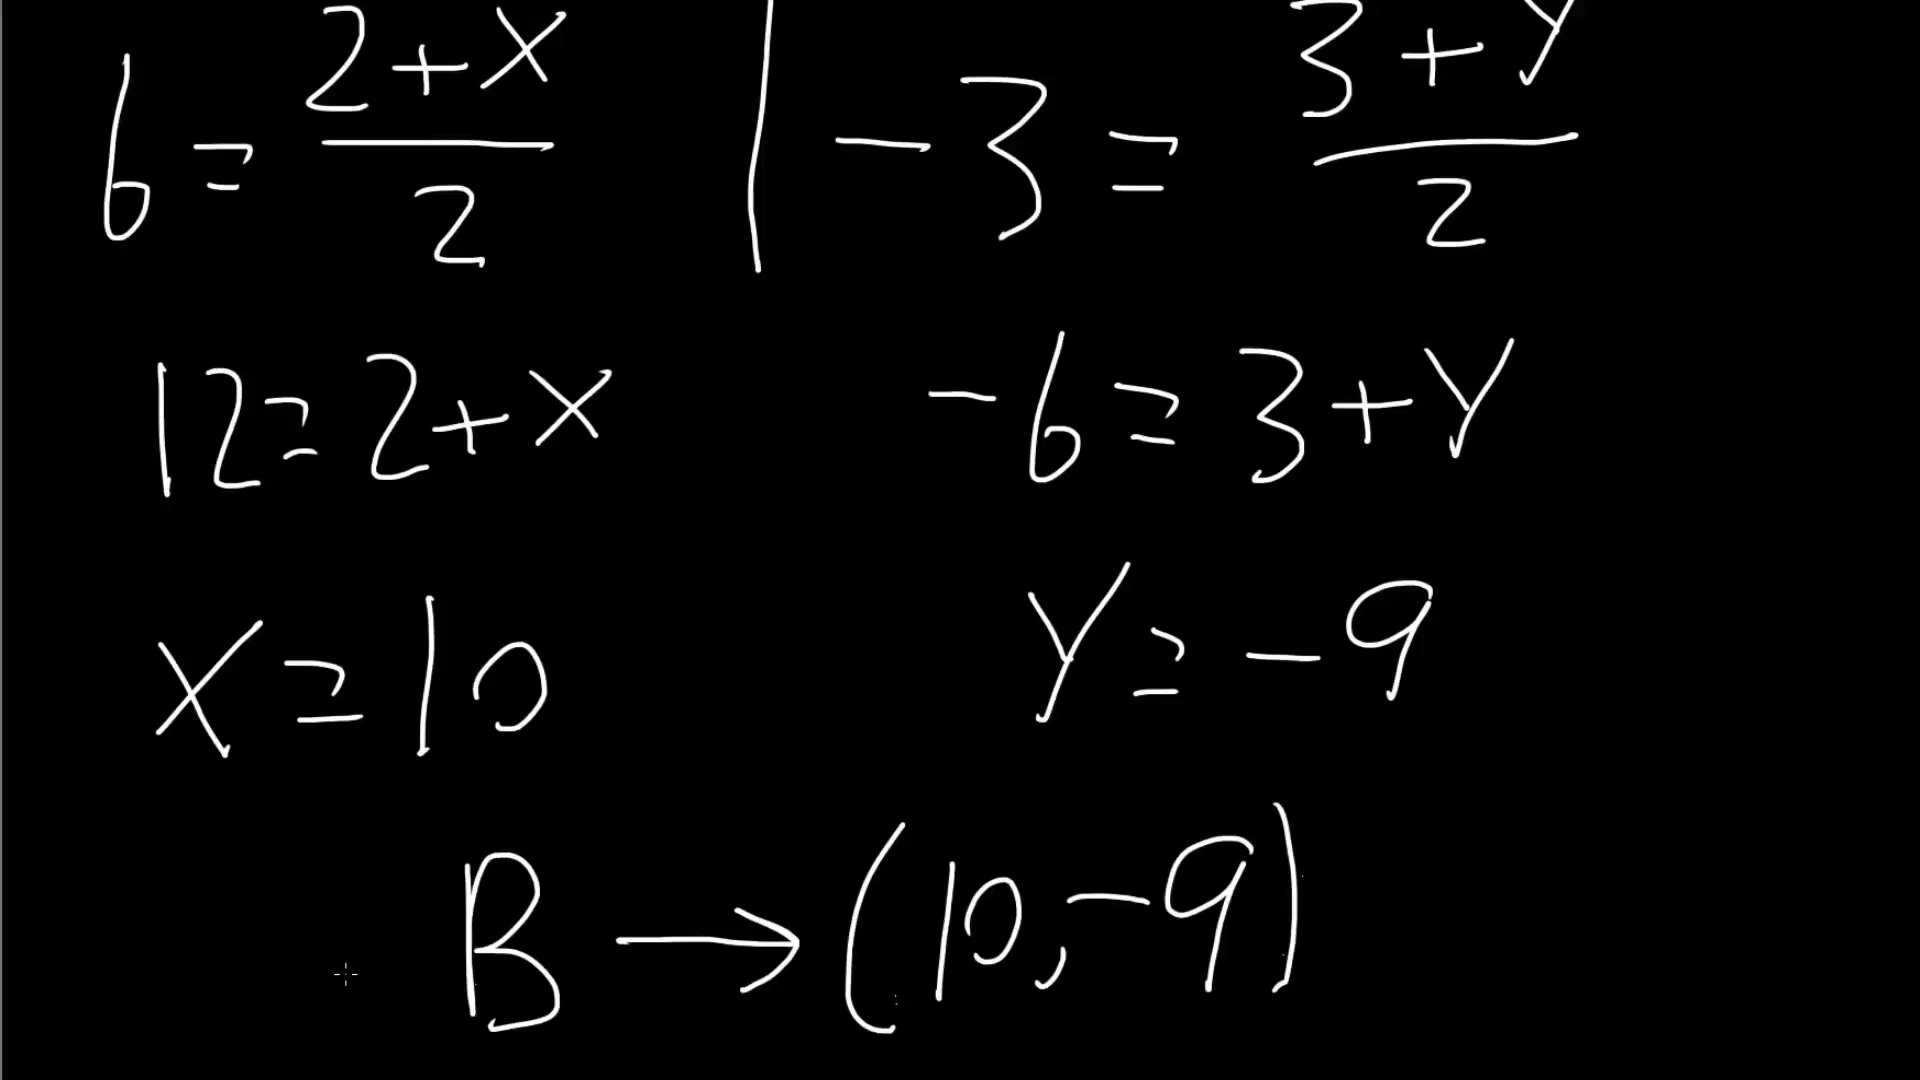 6 = (2+X)/2 | -3 = (3+Y)/2
12 = 2+X   -6 = 3+Y
X = 10   Y = -9
B → (10, -9)